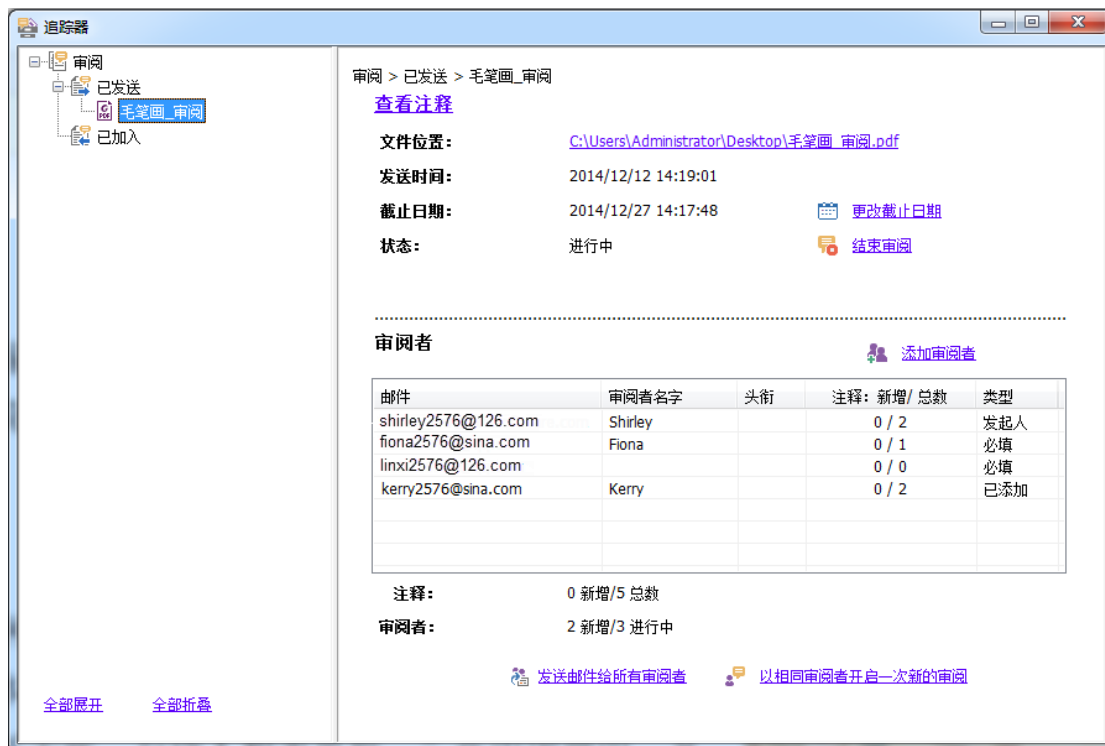 追踪器
审阅
已发送
毛笔画_审阅
已加入
全部展开 全部折叠
审阅 > 已发送 > 毛笔画_审阅
查看注释
文件位置： C:\Users\Administrator\Desktop\毛笔画_审阅.pdf
发送时间： 2014/12/12 14:19:01
截止日期： 2014/12/27 14:17:48 更改截止日期
状态： 进行中 结束审阅
审阅者 添加审阅者
邮件 审阅者名字 头衔 注释：新增/ 总数 类型
shirley2576@126.com Shirley 0 / 2 发起人
fiona2576@sina.com Fiona 0 / 1 必填
linxi2576@126.com 0 / 0 必填
kerry2576@sina.com Kerry 0 / 2 已添加
注释： 0 新增/5 总数
审阅者： 2 新增/3 进行中
发送邮件给所有审阅者 以相同审阅者开启一次新的审阅